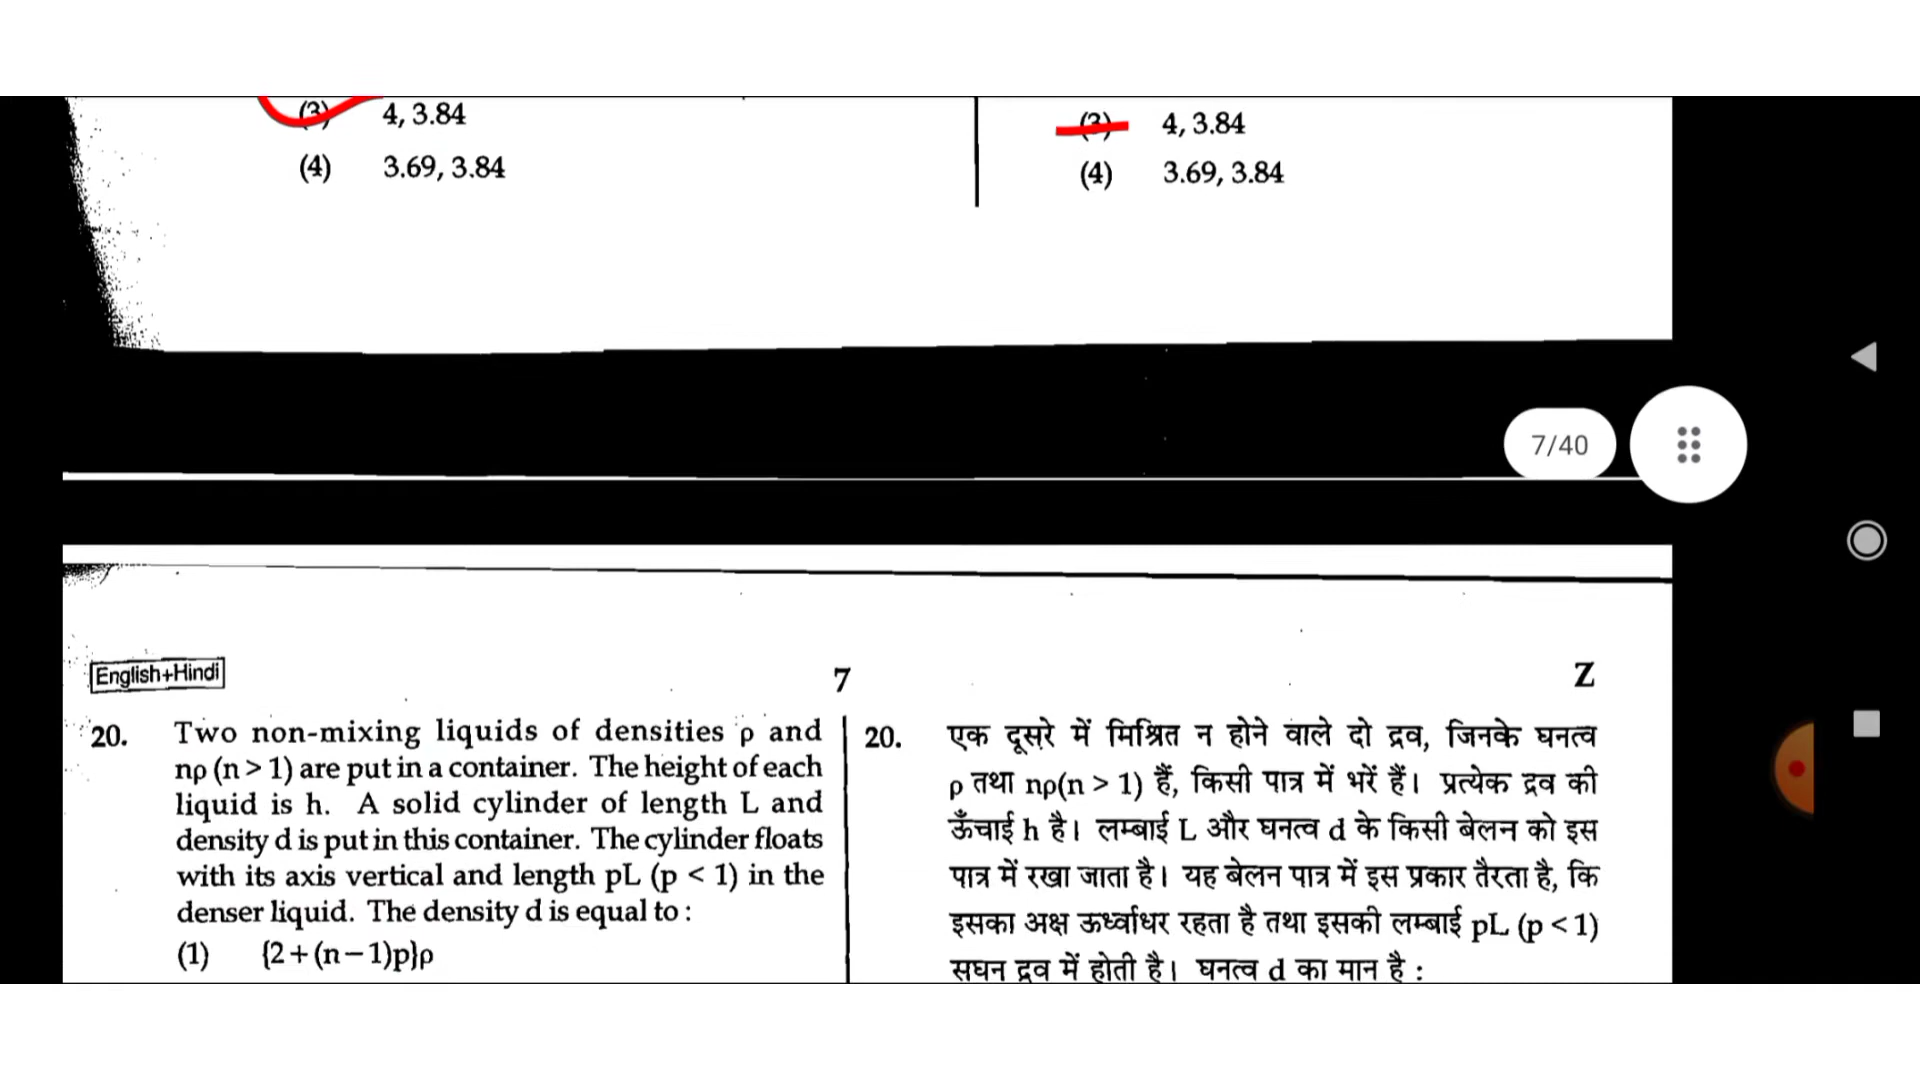 (3) 4, 3.84
(4) 3.69, 3.84
(3) 4, 3.84
(4) 3.69, 3.84
7/40
English+Hindi
7
Z
20. Two non-mixing liquids of densities ρ and
nρ (n > 1) are put in a container. The height of each
liquid is h. A solid cylinder of length L and
density d is put in this container. The cylinder floats
with its axis vertical and length pL (p < 1) in the
denser liquid. The density d is equal to :
(1) {2+(n−1)p}ρ
20. एक दूसरे में मिश्रित न होने वाले दो द्रव, जिनके घनत्व
ρ तथा nρ(n > 1) हैं, किसी पात्र में भरें हैं। प्रत्येक द्रव की
ऊँचाई h है। लम्बाई L और घनत्व d के किसी बेलन को इस
पात्र में रखा जाता है। यह बेलन पात्र में इस प्रकार तैरता है, कि
इसका अक्ष ऊर्ध्वाधर रहता है तथा इसकी लम्बाई pL (p < 1)
सघन द्रव में होती है। घनत्व d का मान है :